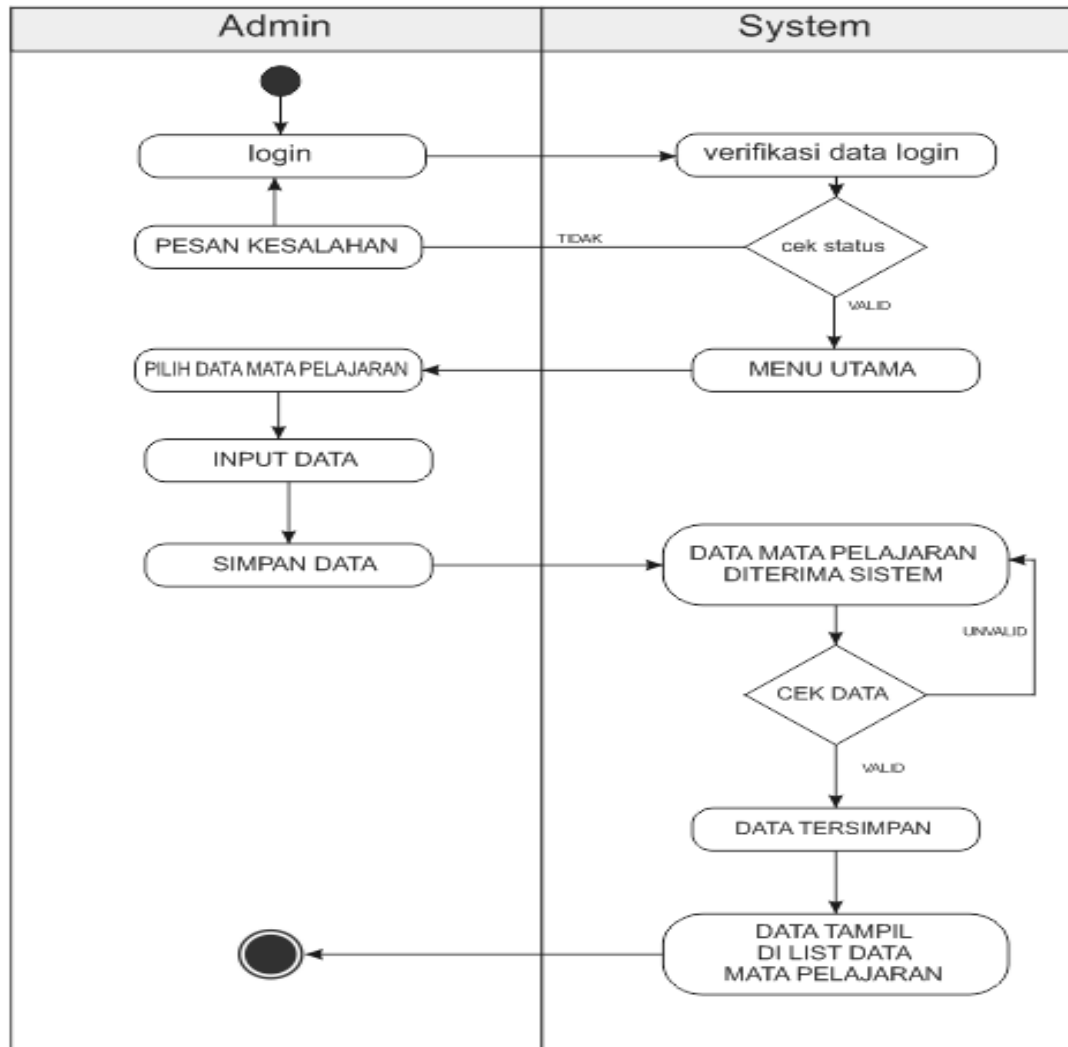 Admin
System
login
verifikasi data login
PESAN KESALAHAN
TIDAK
cek status
VALID
PILIH DATA MATA PELAJARAN
MENU UTAMA
INPUT DATA
SIMPAN DATA
DATA MATA PELAJARAN
DITERIMA SISTEM
UNVALID
CEK DATA
VALID
DATA TERSIMPAN
DATA TAMPIL
DI LIST DATA
MATA PELAJARAN